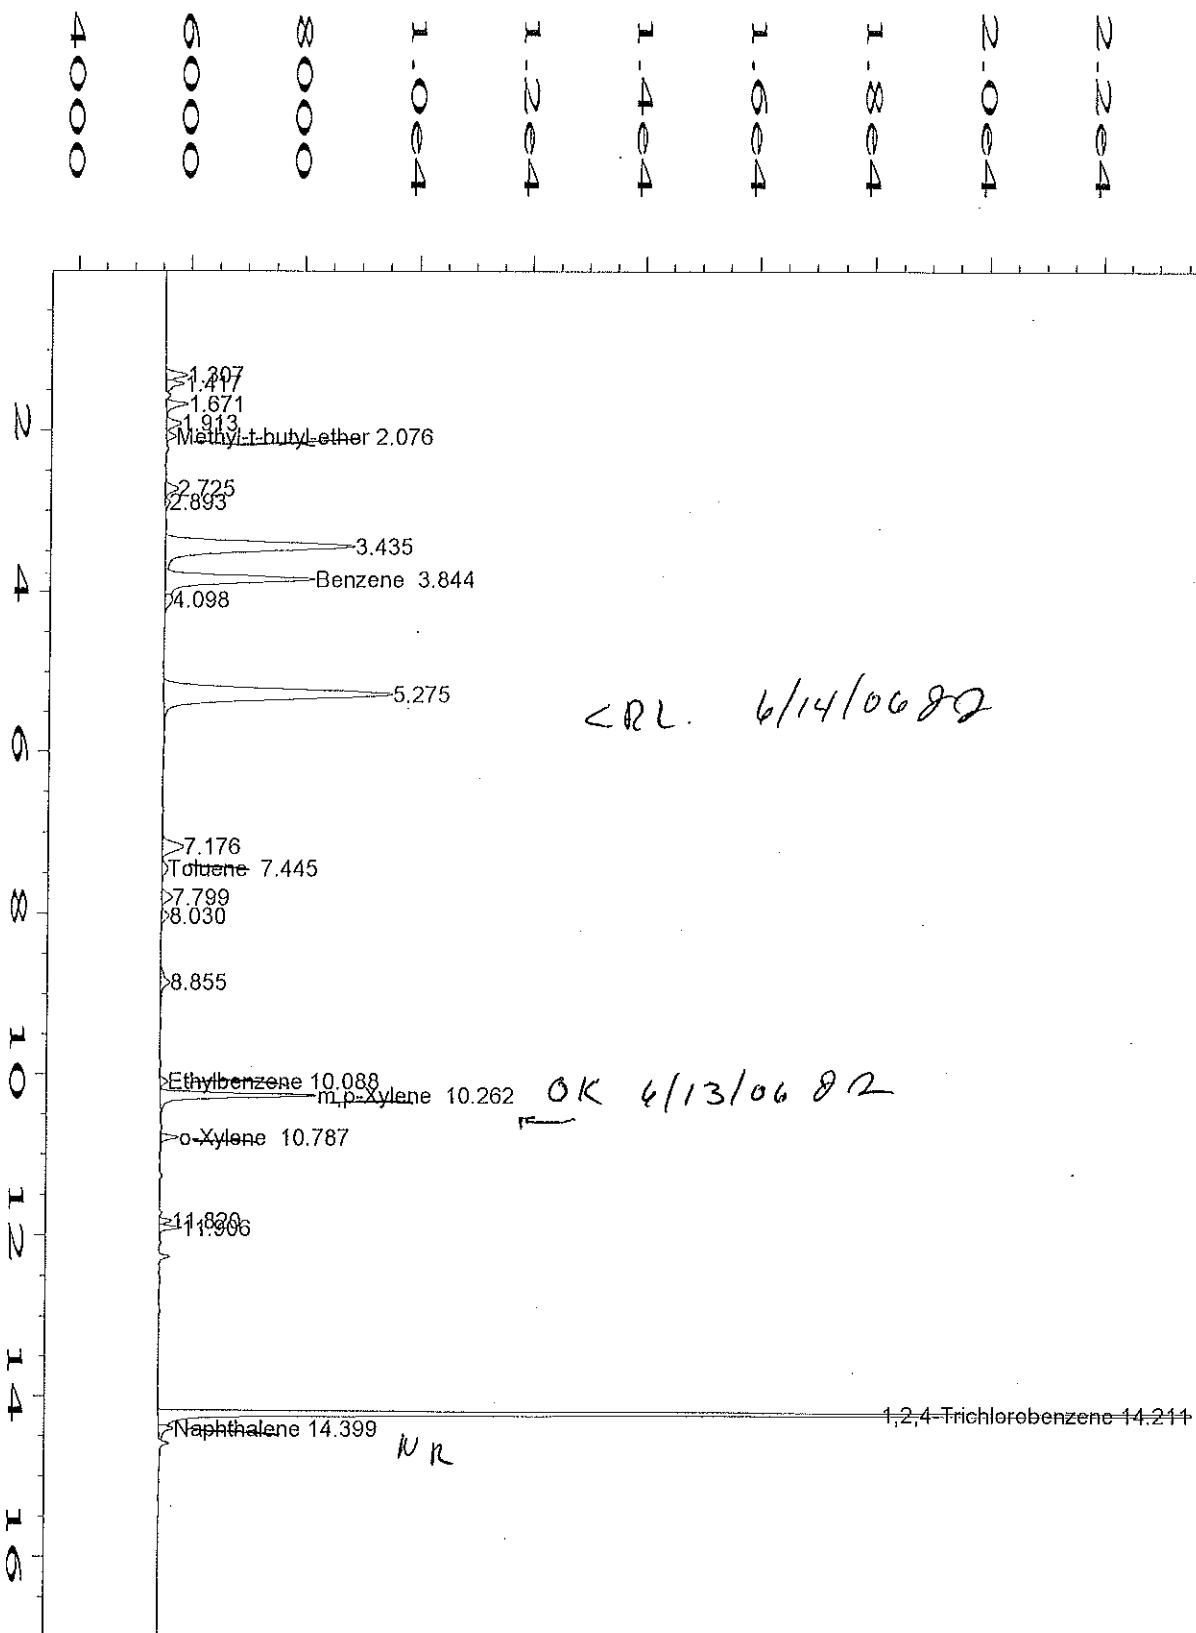 4000 6000 8000 1.0e4 1.2e4 1.4e4 1.6e4 1.8e4 2.0e4 2.2e4
1.307
1.417
1.671
1.913
2
Methyl-t-butyl-ether 2.076
2.725
2.893
3.435
Benzene 3.844
4
4.098
5.275
<RL. 6/14/06
6
7.176
Toluene 7.445
7.799
8
8.030
8.855
10
Ethylbenzene 10.088
m,p-Xylene 10.262 OK 6/13/06
o-Xylene 10.787
11.820
11.906
12
14
1,2,4-Trichlorobenzene 14.211
Naphthalene 14.399
NR
16